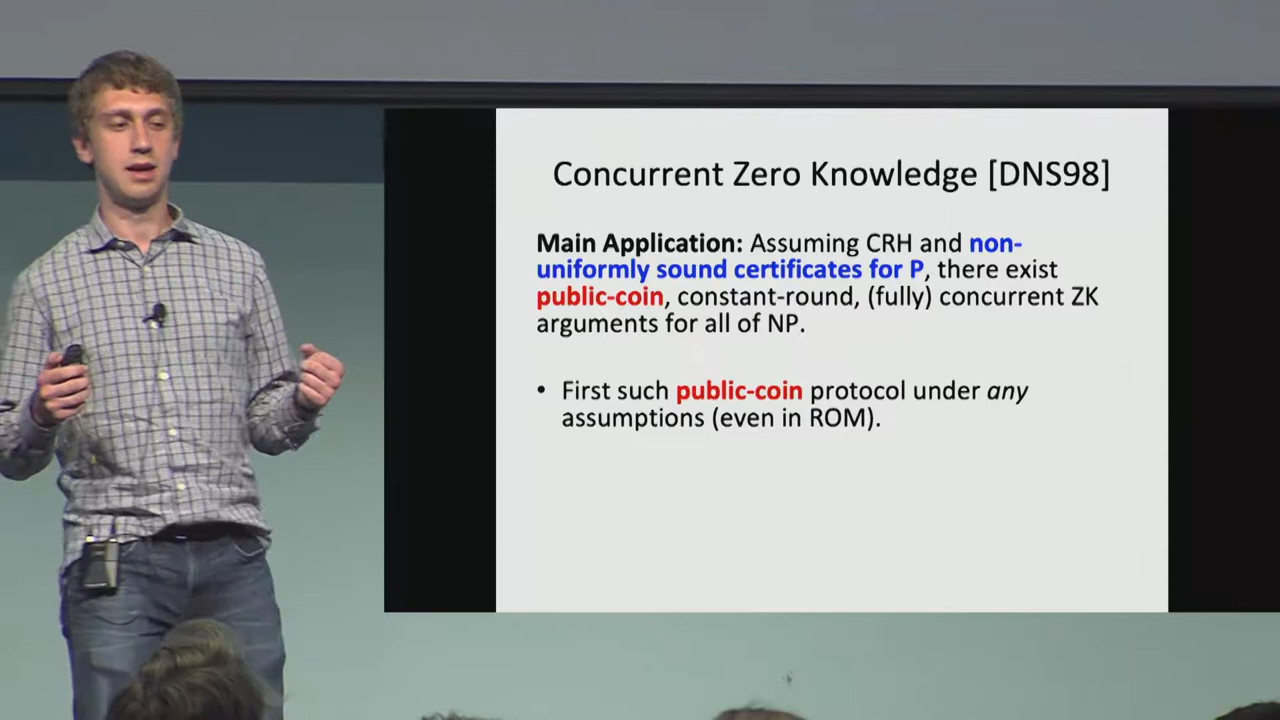 Concurrent Zero Knowledge [DNS98]
Main Application: Assuming CRH and non-
uniformly sound certificates for P, there exist
public-coin, constant-round, (fully) concurrent ZK
arguments for all of NP.
• First such public-coin protocol under any
assumptions (even in ROM).